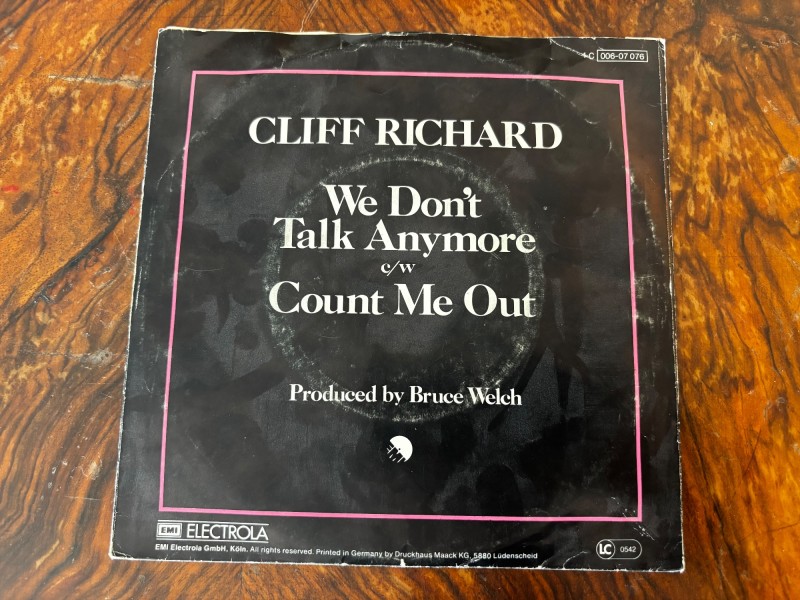 1C 006-07 076
CLIFF RICHARD
We Don't
Talk Anymore
c/w
Count Me Out
Produced by Bruce Welch
EMI ELECTROLA
EMI Electrola GmbH, Köln. All rights reserved. Printed in Germany by Druckhaus Maack KG, 5880 Lüdenscheid
LC 0542